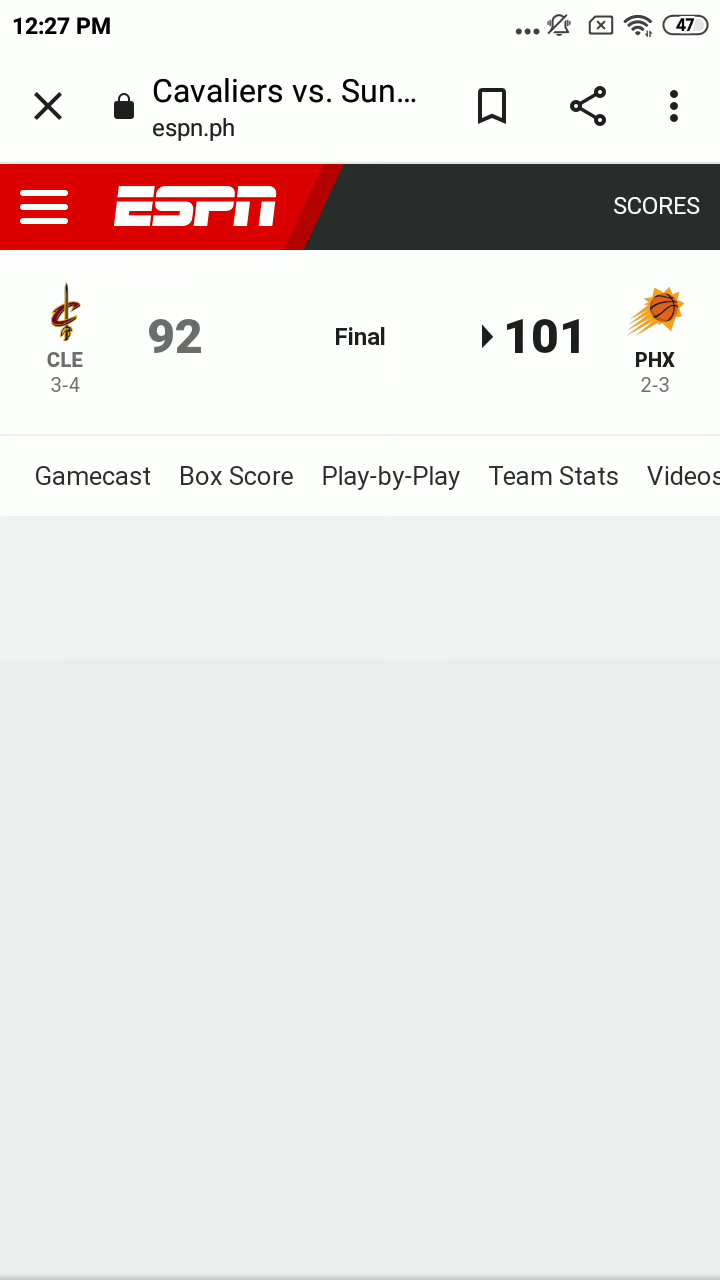 12:27 PM
47
Cavaliers vs. Sun...
espn.ph
ESPN
SCORES
92
Final
101
CLE
PHX
3-4
2-3
Gamecast Box Score Play-by-Play Team Stats Videos